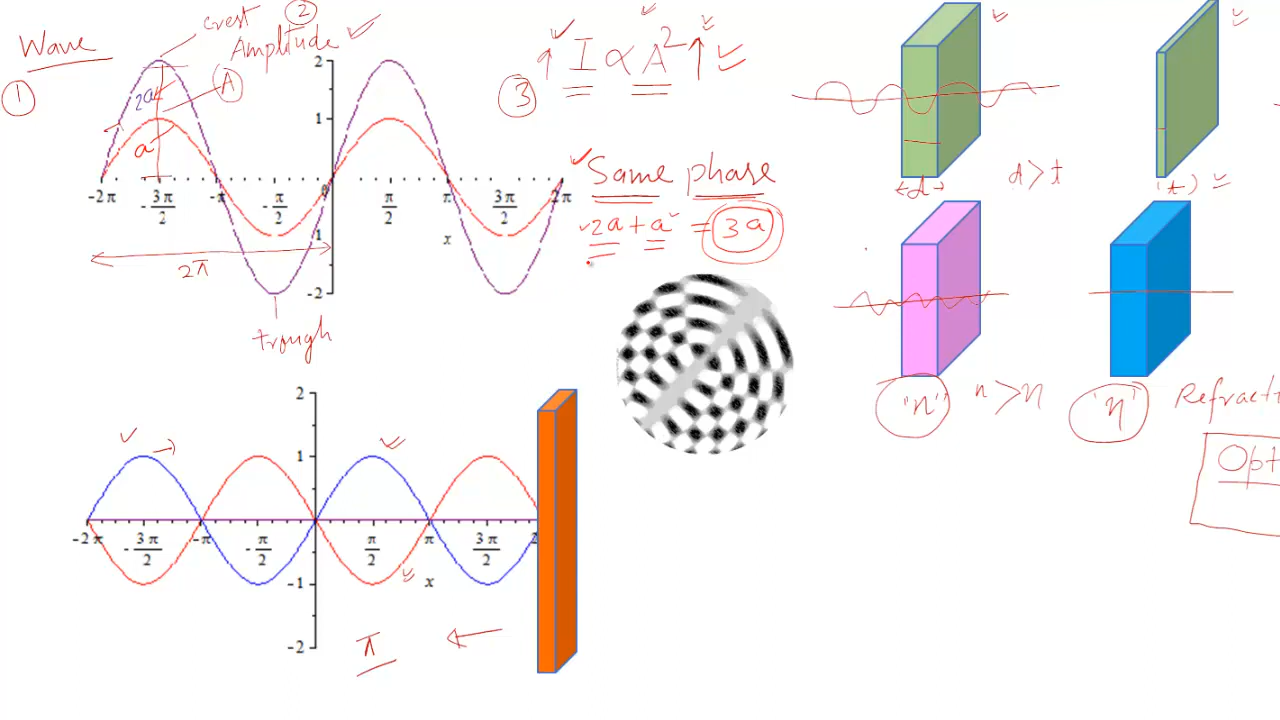 Wave
①
crest ②
Amplitude
A
2a
a
2
1
-2π -3π/2 -π -π/2 0 π/2 π 3π/2 2π
x
1
-2
2π
trough
③ ↑ I ∝ A² ↑
Same phase
2a + a = 3a
'd'
d > t
't'
'n'
n > η
'η'
Refracti
Opt
2
1
-2π -3π/2 -π -π/2 π/2 π 3π/2 2
x
-1
-2
π